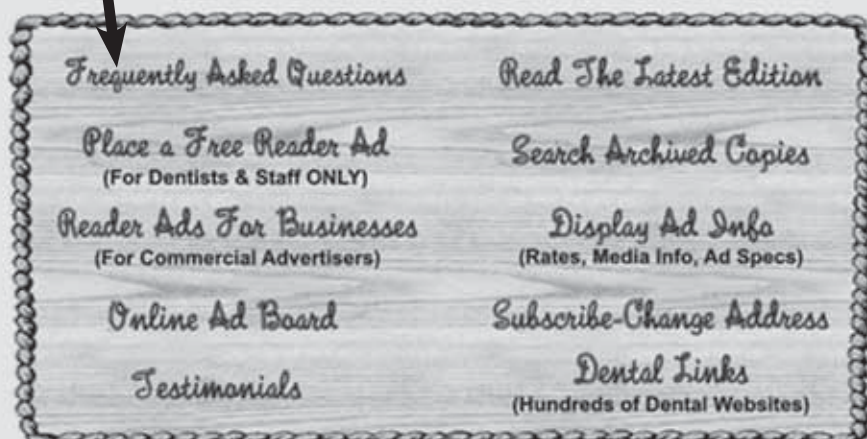 Frequently Asked Questions
Place a Free Reader Ad
(For Dentists & Staff ONLY)
Reader Ads For Businesses
(For Commercial Advertisers)
Online Ad Board
Testimonials
Read The Latest Edition
Search Archived Copies
Display Ad Info
(Rates, Media Info, Ad Specs)
Subscribe-Change Address
Dental Links
(Hundreds of Dental Websites)